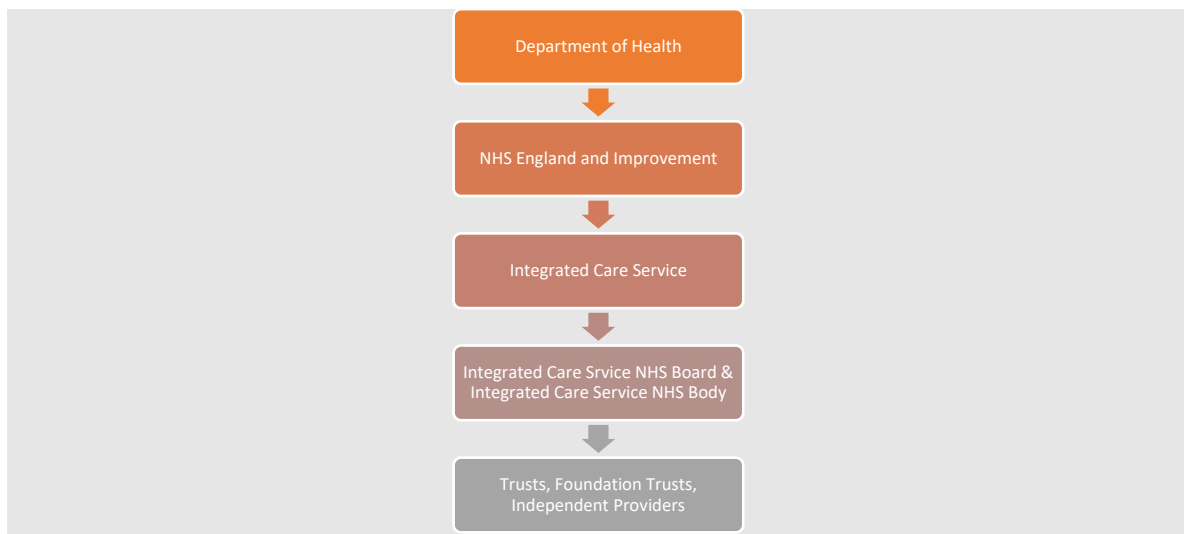 Department of Health
NHS England and Improvement
Integrated Care Service
Integrated Care Srvice NHS Board &
Integrated Care Service NHS Body
Trusts, Foundation Trusts,
Independent Providers